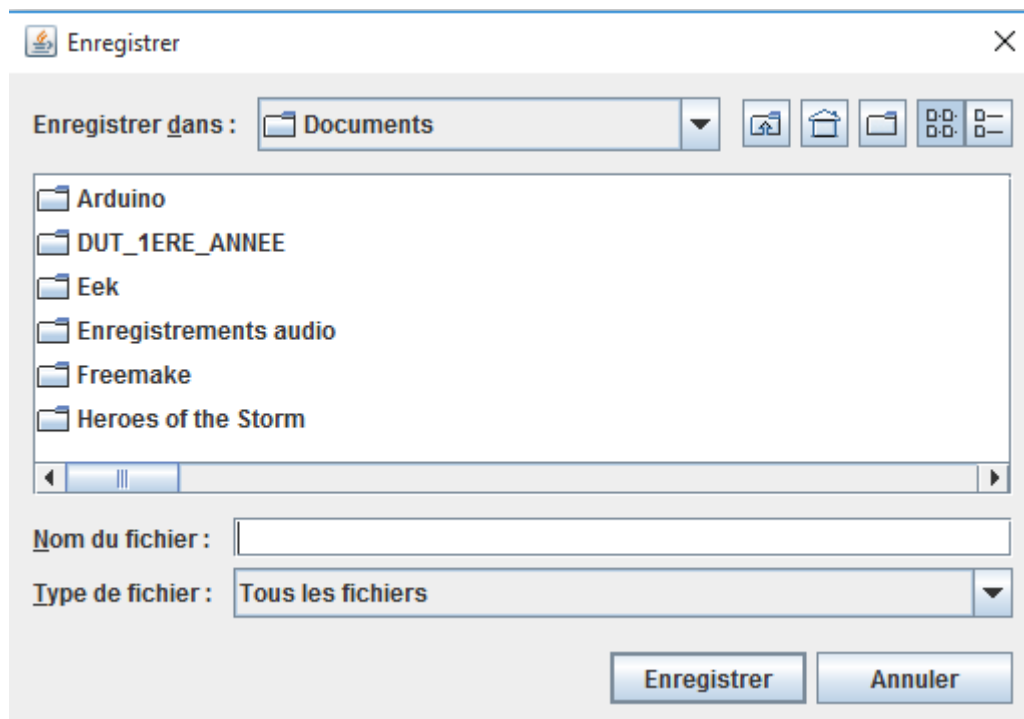 Enregistrer
Enregistrer dans : Documents
Arduino
DUT_1ERE_ANNEE
Eek
Enregistrements audio
Freemake
Heroes of the Storm
Nom du fichier :
Type de fichier : Tous les fichiers
Enregistrer Annuler